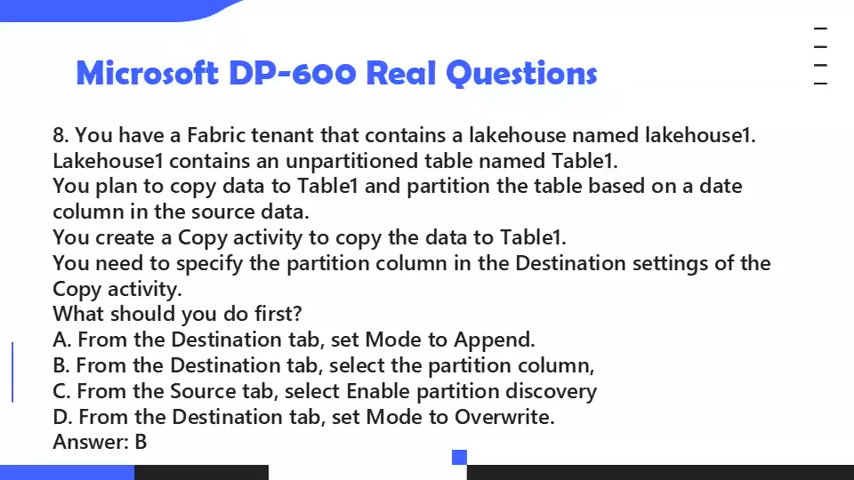 Microsoft DP-600 Real Questions
8. You have a Fabric tenant that contains a lakehouse named lakehouse1.
Lakehouse1 contains an unpartitioned table named Table1.
You plan to copy data to Table1 and partition the table based on a date
column in the source data.
You create a Copy activity to copy the data to Table1.
You need to specify the partition column in the Destination settings of the
Copy activity.
What should you do first?
A. From the Destination tab, set Mode to Append.
B. From the Destination tab, select the partition column,
C. From the Source tab, select Enable partition discovery
D. From the Destination tab, set Mode to Overwrite.
Answer: B